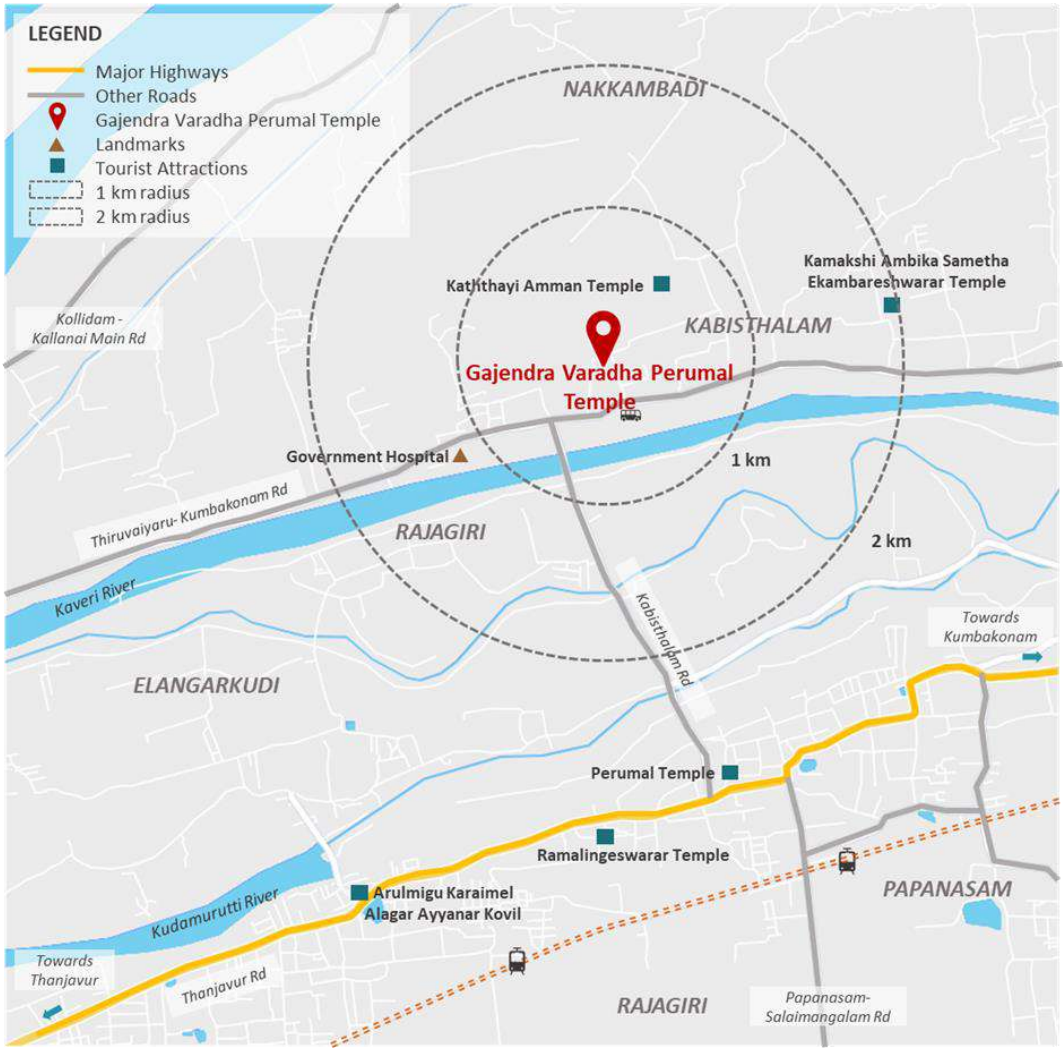 LEGEND
Major Highways
Other Roads
Gajendra Varadha Perumal Temple
Landmarks
Tourist Attractions
1 km radius
2 km radius
NAKKAMBADI
Kamakshi Ambika Sametha
Ekambareshwarar Temple
Kaththayi Amman Temple
Kollidam -
Kallanai Main Rd
KABISTHALAM
Gajendra Varadha Perumal
Temple
Government Hospital
1 km
Thiruvaiyaru- Kumbakonam Rd
RAJAGIRI
2 km
Kaveri River
Kabisthalam Rd
Towards
Kumbakonam
ELANGARKUDI
Perumal Temple
Ramalingeswarar Temple
Arulmigu Karaimel
Alagar Ayyanar Kovil
PAPANASAM
Kudamurutti River
Towards
Thanjavur
Thanjavur Rd
RAJAGIRI
Papanasam-
Salaimangalam Rd